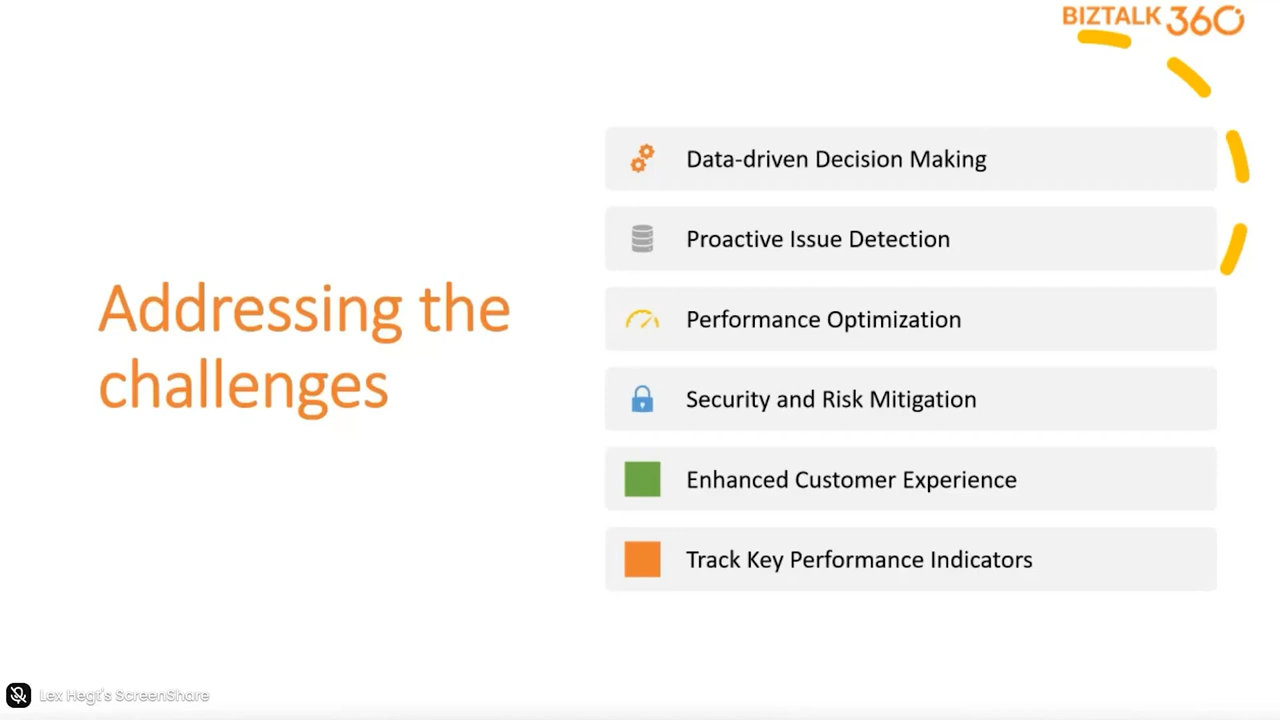 BIZTALK 360
Data-driven Decision Making
Proactive Issue Detection
Performance Optimization
Security and Risk Mitigation
Enhanced Customer Experience
Track Key Performance Indicators
Addressing the
challenges
Lex Hegt's ScreenShare